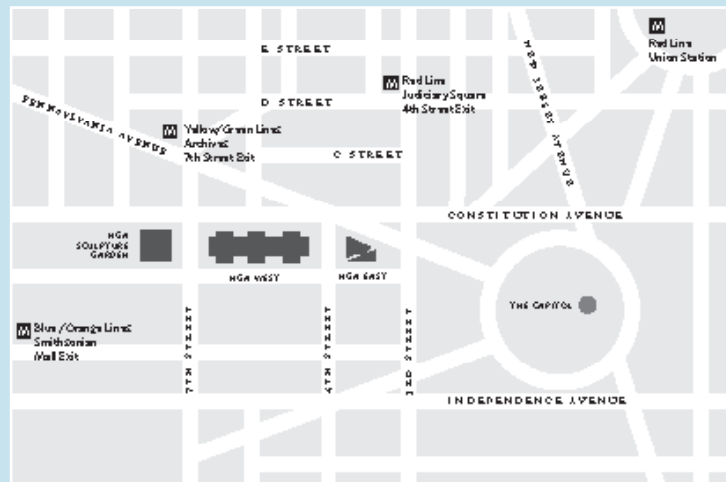 E STREET
M
Red Line
Union Station
M
Red Line
Judiciary Square
4th Street Exit
NEW JERSEY AVENUE
D STREET
PENNSYLVANIA AVENUE
M
Yellow/Green Lines
Archives
7th Street Exit
C STREET
CONSTITUTION AVENUE
NGA
SCULPTURE
GARDEN
NGA WEST
NGA EAST
THE CAPITOL
M
Blue/Orange Lines
Smithsonian
Mall Exit
7TH STREET
4TH STREET
3RD STREET
INDEPENDENCE AVENUE